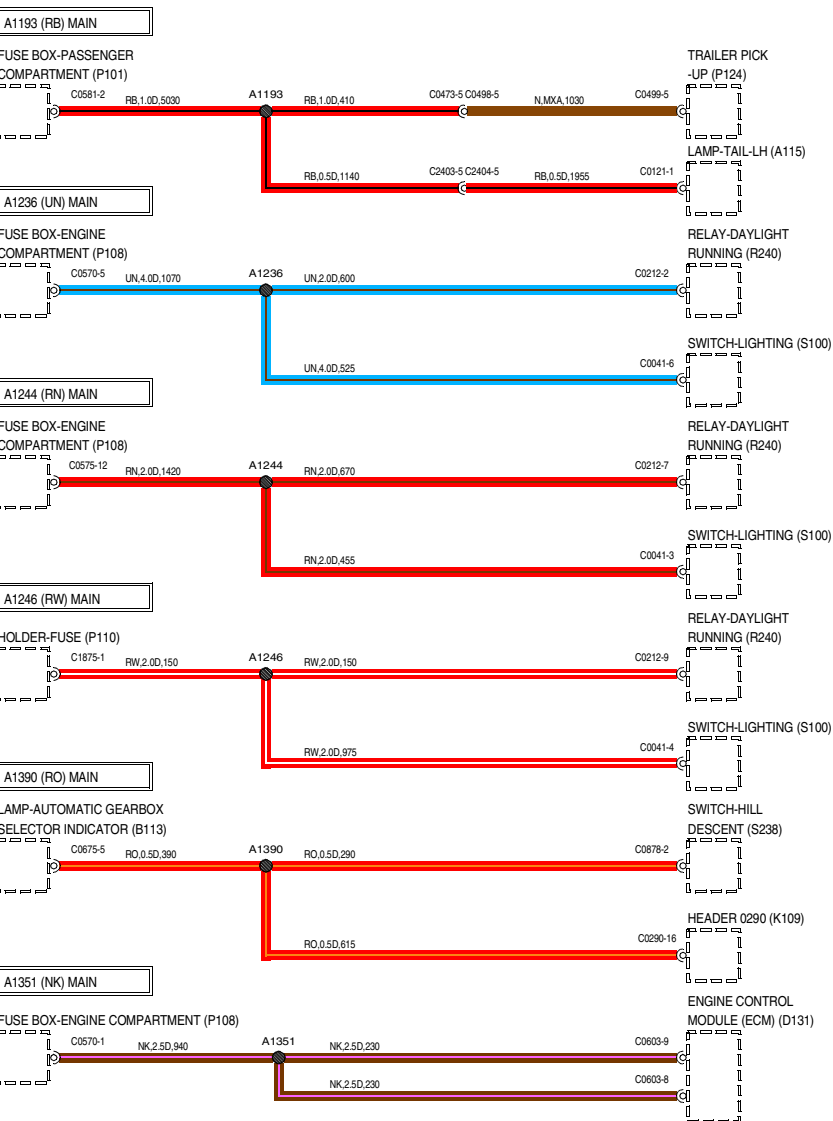 A1193 (RB) MAIN
FUSE BOX-PASSENGER
COMPARTMENT (P101)
TRAILER PICK
-UP (P124)
C0581-2
RB,1.0D,5030
A1193
RB,1.0D,410
C0473-5 C0498-5
N,MXA,1030
C0499-5
LAMP-TAIL-LH (A115)
RB,0.5D,1140
C2403-5 C2404-5
RB,0.5D,1955
C0121-1
A1236 (UN) MAIN
FUSE BOX-ENGINE
COMPARTMENT (P108)
RELAY-DAYLIGHT
RUNNING (R240)
C0570-5
UN,4.0D,1070
A1236
UN,2.0D,600
C0212-2
SWITCH-LIGHTING (S100)
UN,4.0D,525
C0041-6
A1244 (RN) MAIN
FUSE BOX-ENGINE
COMPARTMENT (P108)
RELAY-DAYLIGHT
RUNNING (R240)
C0575-12
RN,2.0D,1420
A1244
RN,2.0D,670
C0212-7
SWITCH-LIGHTING (S100)
RN,2.0D,455
C0041-3
A1246 (RW) MAIN
HOLDER-FUSE (P110)
RELAY-DAYLIGHT
RUNNING (R240)
C1875-1
RW,2.0D,150
A1246
RW,2.0D,150
C0212-9
SWITCH-LIGHTING (S100)
RW,2.0D,975
C0041-4
A1390 (RO) MAIN
LAMP-AUTOMATIC GEARBOX
SELECTOR INDICATOR (B113)
SWITCH-HILL
DESCENT (S238)
C0675-5
RO,0.5D,390
A1390
RO,0.5D,290
C0878-2
HEADER 0290 (K109)
RO,0.5D,615
C0290-16
A1351 (NK) MAIN
FUSE BOX-ENGINE COMPARTMENT (P108)
ENGINE CONTROL
MODULE (ECM) (D131)
C0570-1
NK,2.5D,940
A1351
NK,2.5D,230
C0603-9
NK,2.5D,230
C0603-8